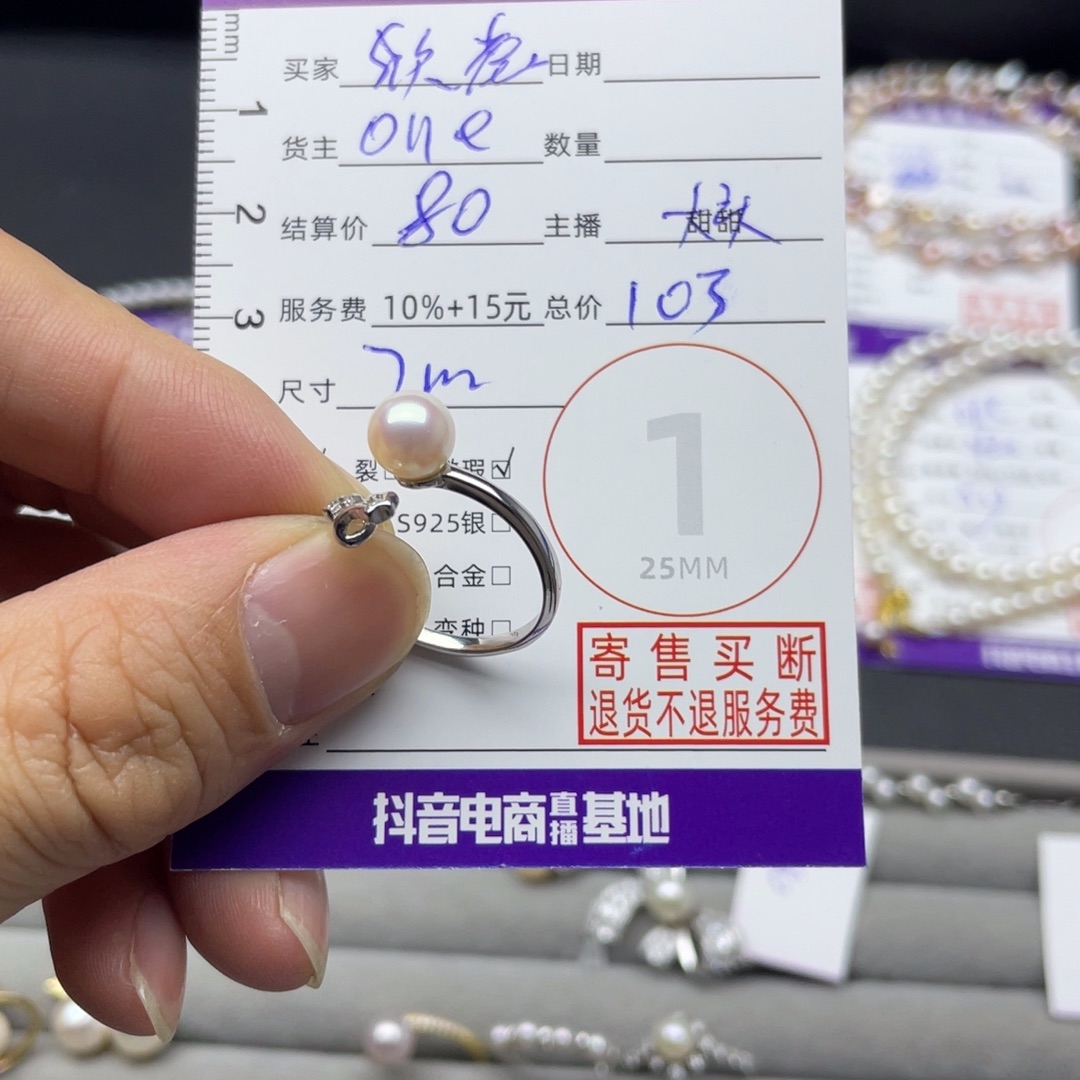 mm
买家 欣 日期
1
货主 one 数量
2
结算价 80 主播 甜甜
3
服务费 10%+15元 总价 103
尺寸 7m
裂 瑕☑
S925银□
合金□
变种□
1
25MM
寄售买断
退货不退服务费
抖音电商直播基地